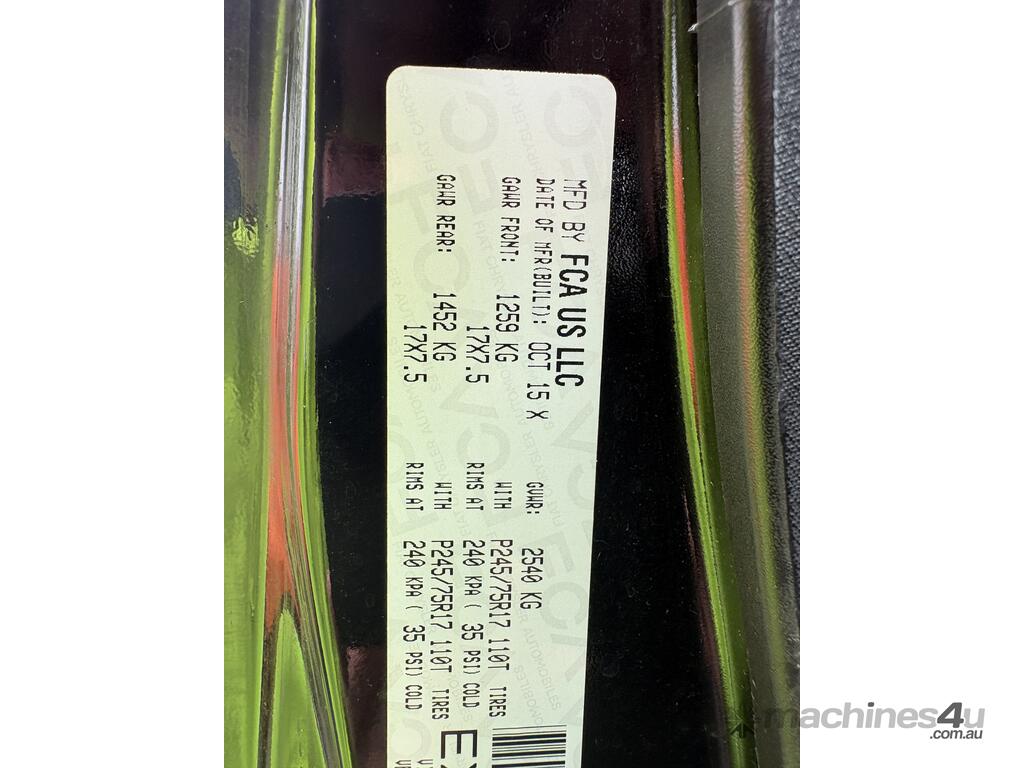 MFD BY FCA US LLC
DATE OF MFR(BUILT): OCT 15 X GVWR: 2540 KG
GAWR FRONT: 1259 KG WITH P245/75R17 110T TIRES
17X7.5 RIMS AT 240 KPA ( 35 PSI) COLD
GAWR REAR: 1452 KG WITH P245/75R17 110T TIRES
17X7.5 RIMS AT 240 KPA ( 35 PSI) COLD
machines4u
.com.au